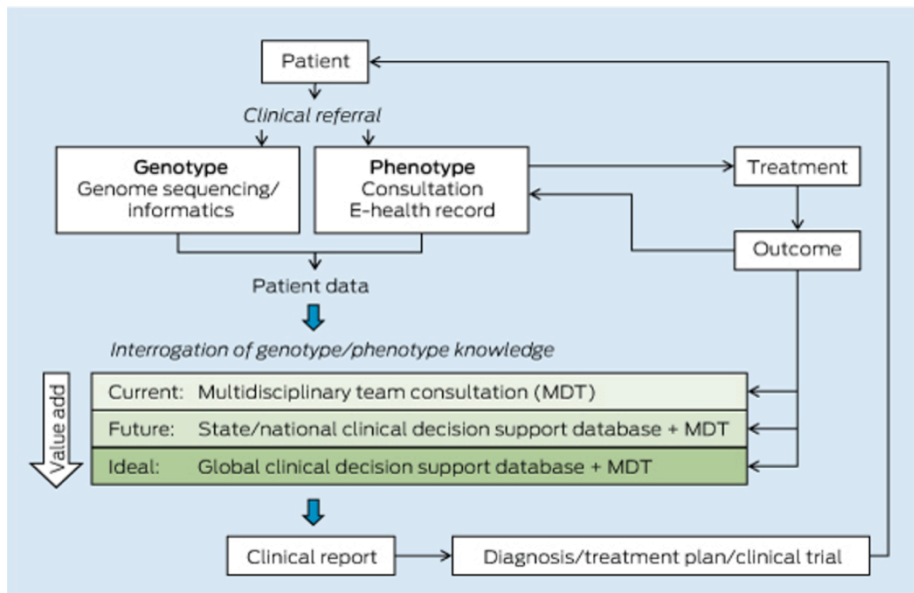 Patient
Clinical referral
Genotype
Genome sequencing/
informatics
Phenotype
Consultation
E-health record
Treatment
Outcome
Patient data
Interrogation of genotype/phenotype knowledge
Value add
Current: Multidisciplinary team consultation (MDT)
Future: State/national clinical decision support database + MDT
Ideal: Global clinical decision support database + MDT
Clinical report
Diagnosis/treatment plan/clinical trial